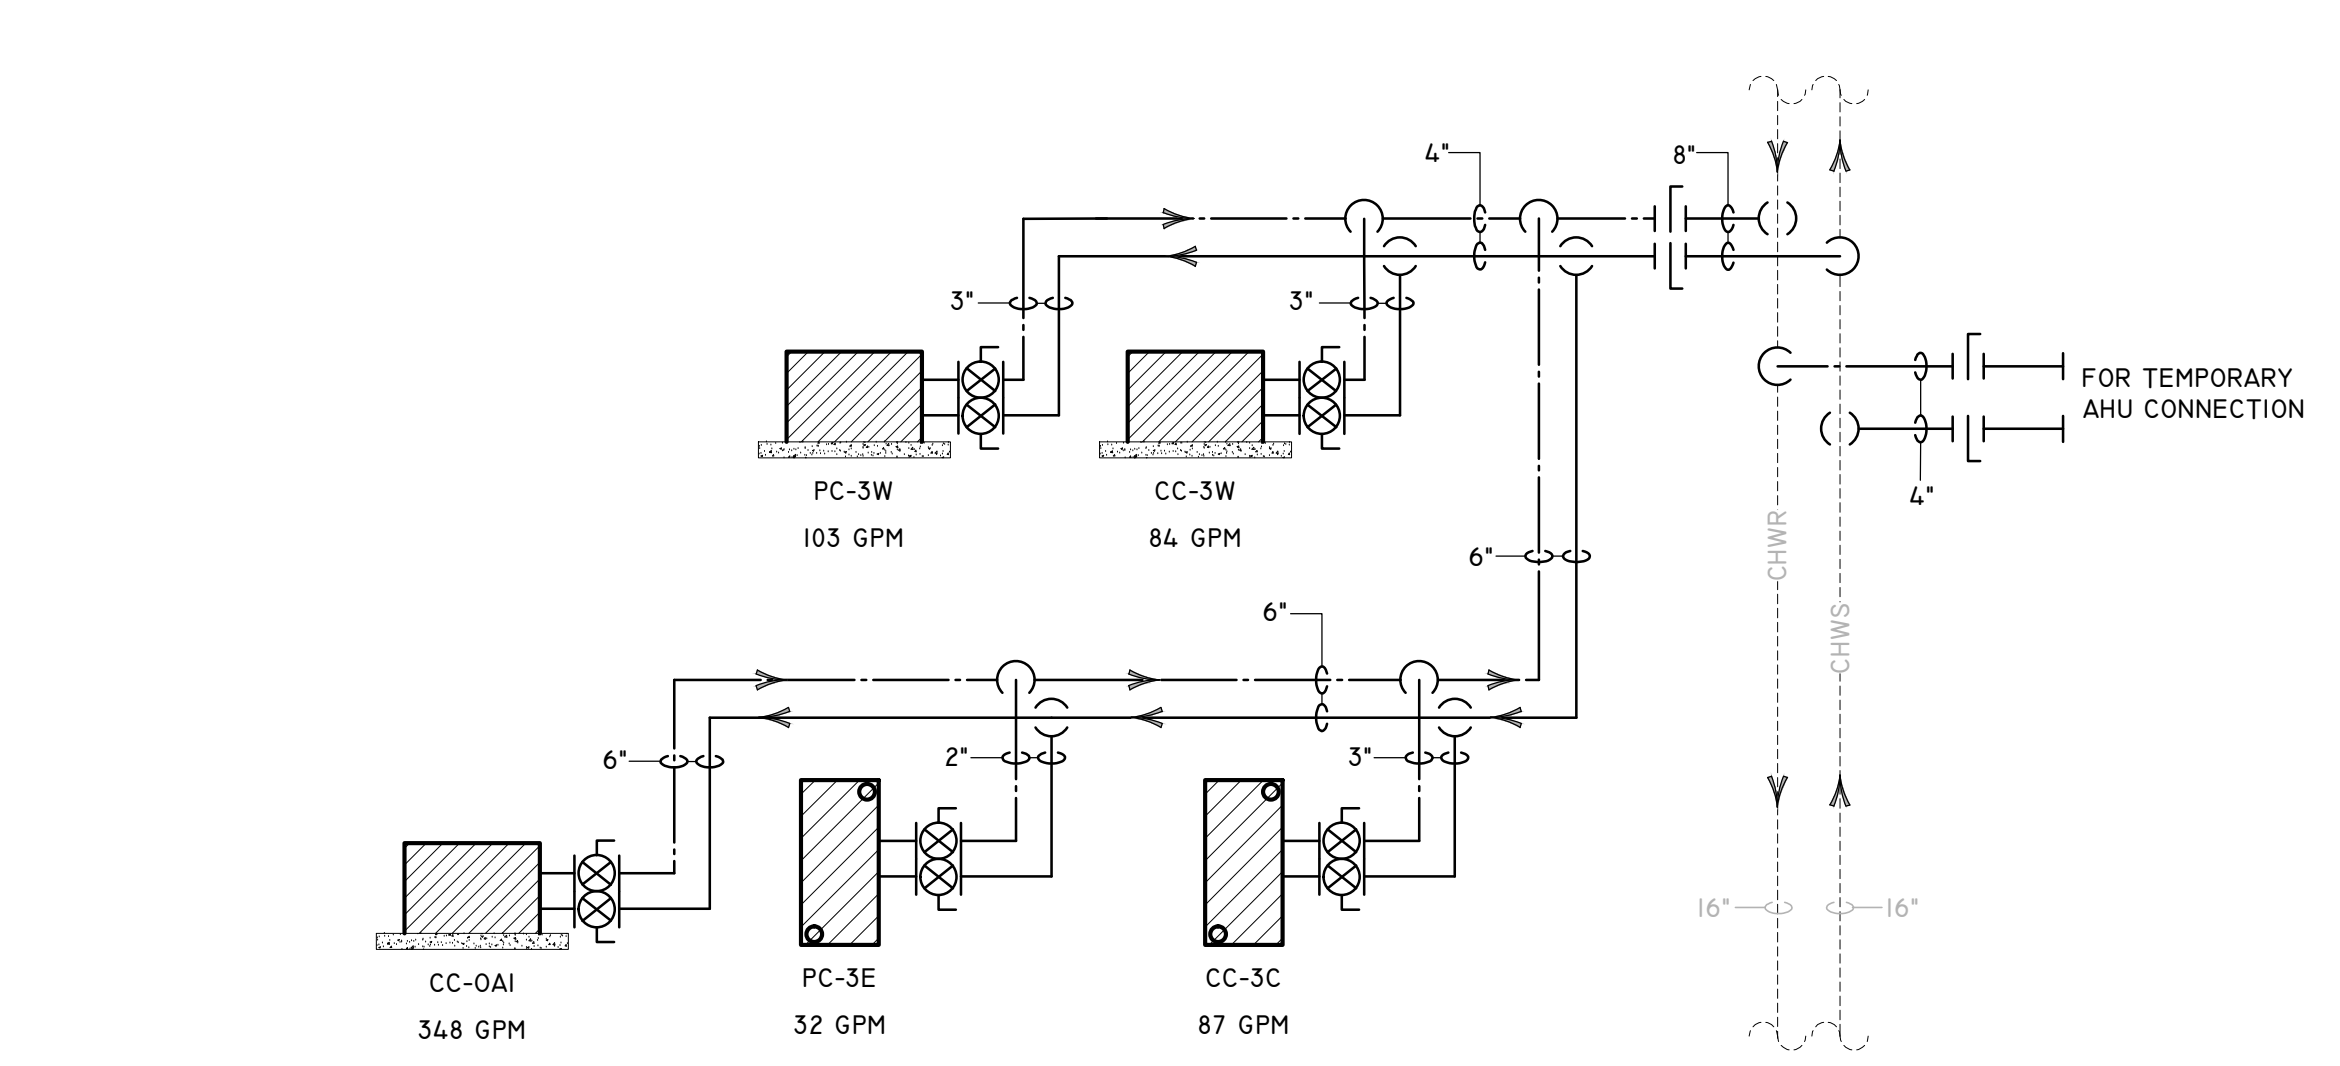 4"
8"
3"
3"
FOR TEMPORARY
AHU CONNECTION
PC-3W
CC-3W
4"
103 GPM
84 GPM
CHWR
6"
6"
CHWS
6"
2"
3"
16"
16"
CC-OA1
PC-3E
CC-3C
348 GPM
32 GPM
87 GPM